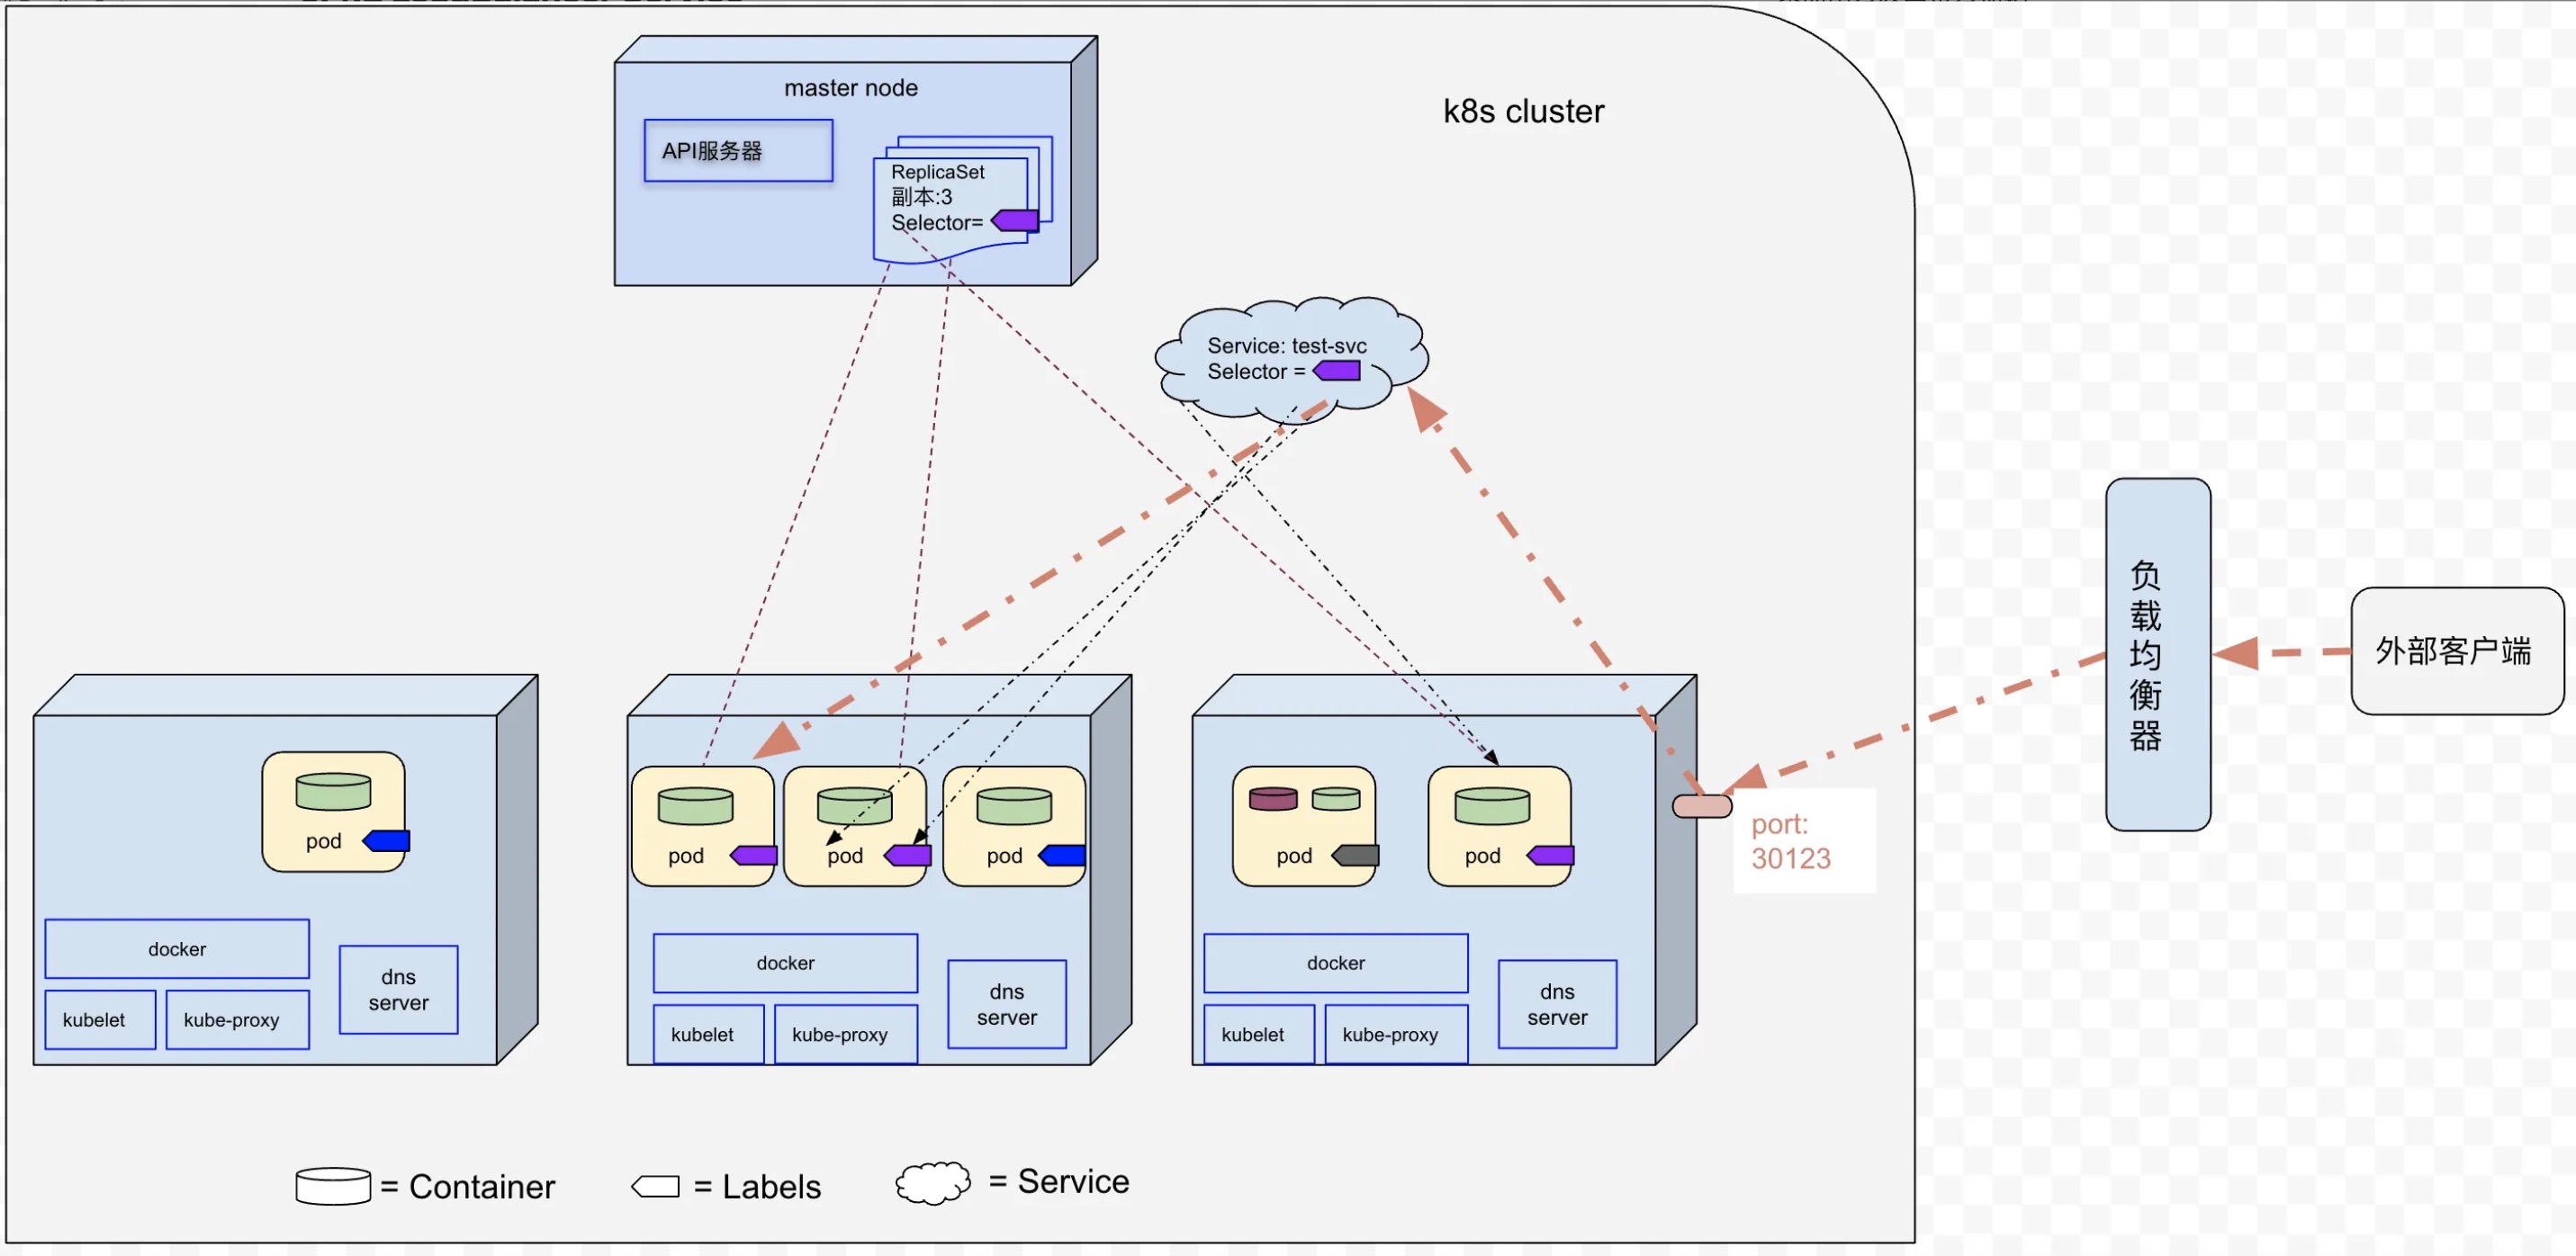 master node
k8s cluster
API服务器
ReplicaSet
副本:3
Selector=
Service: test-svc
Selector =
负
载
均
衡
器
外部客户端
port:
30123
pod
docker
kubelet
kube-proxy
dns
server
pod
pod
pod
docker
kubelet
kube-proxy
dns
server
pod
pod
docker
kubelet
kube-proxy
dns
server
= Container
= Labels
= Service